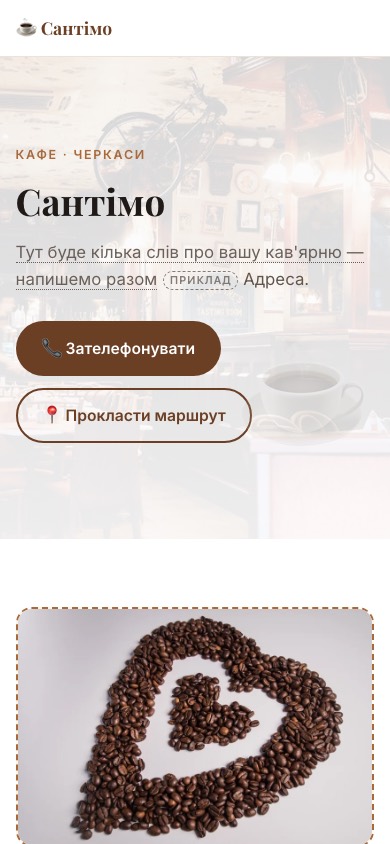 Сантімо
КАФЕ · ЧЕРКАСИ
Сантімо
Тут буде кілька слів про вашу кав'ярню —
напишемо разом ПРИКЛАД Адреса.
Зателефонувати
Прокласти маршрут